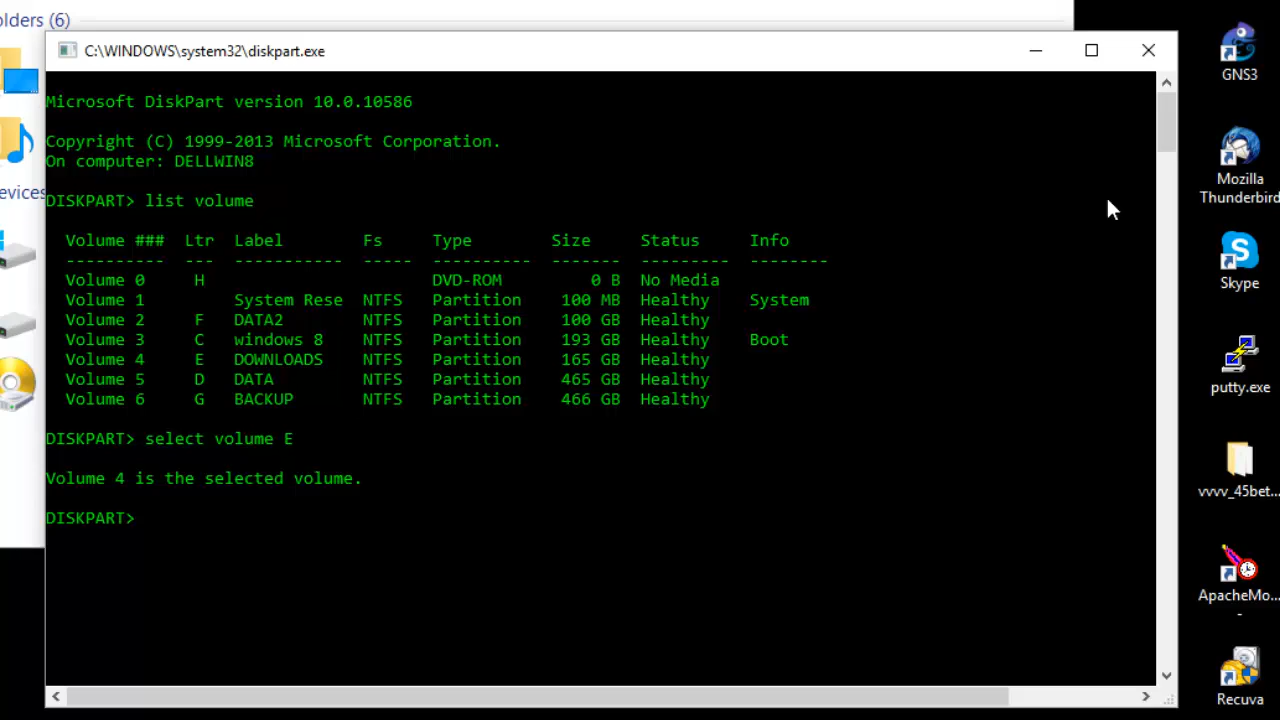 olders (6)
C:\WINDOWS\system32\diskpart.exe
Microsoft DiskPart version 10.0.10586
Copyright (C) 1999-2013 Microsoft Corporation.
On computer: DELLWIN8
DISKPART> list volume
Volume ### Ltr Label Fs Type Size Status Info
---------- --- ----------- ----- ---------- ------- --------- --------
Volume 0 H DVD-ROM 0 B No Media
Volume 1 System Rese NTFS Partition 100 MB Healthy System
Volume 2 F DATA2 NTFS Partition 100 GB Healthy
Volume 3 C windows 8 NTFS Partition 193 GB Healthy Boot
Volume 4 E DOWNLOADS NTFS Partition 165 GB Healthy
Volume 5 D DATA NTFS Partition 465 GB Healthy
Volume 6 G BACKUP NTFS Partition 466 GB Healthy
DISKPART> select volume E
Volume 4 is the selected volume.
DISKPART>
evices
GNS3
Mozilla
Thunderbird
Skype
putty.exe
vvvv_45bet...
ApacheMo...
-
Recuva